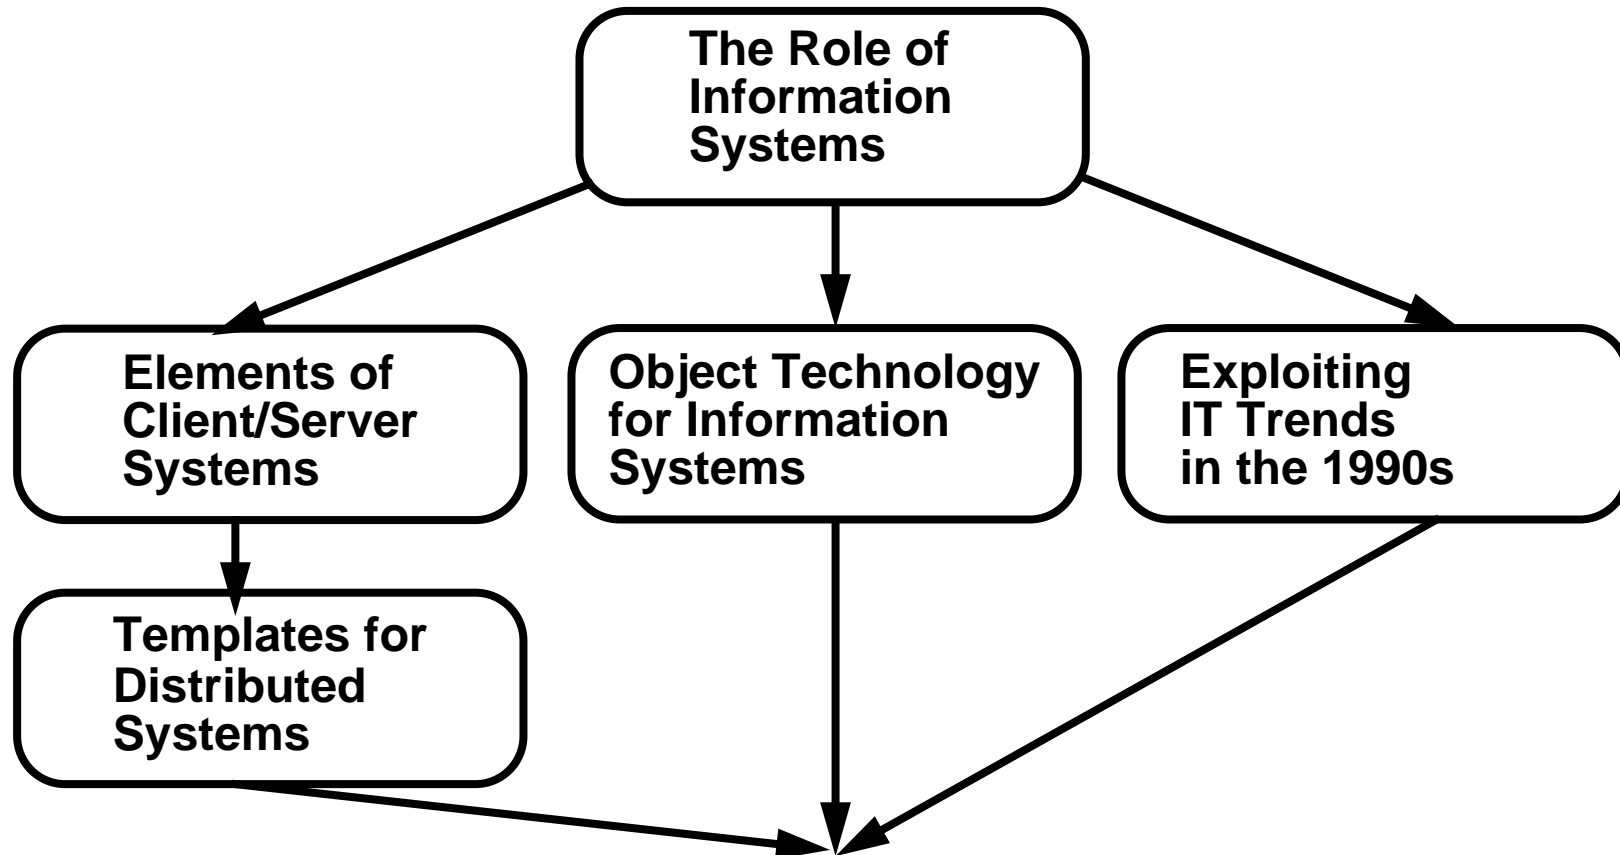 The Role of
Information
Systems
Elements of
Client/Server
Systems
Object Technology
for Information
Systems
Exploiting
IT Trends
in the 1990s
Templates for
Distributed
Systems